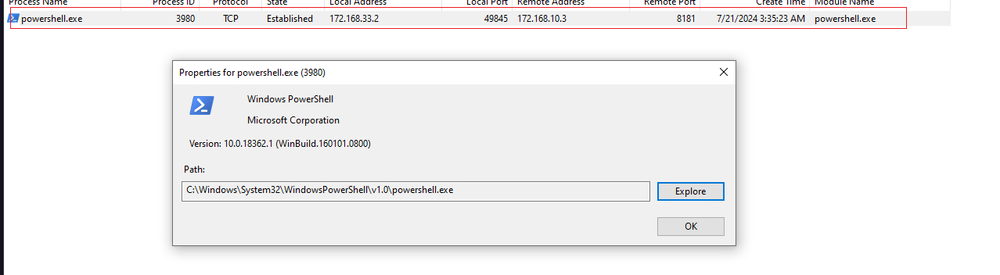 Process Name Process ID Protocol State Local Address Local Port Remote Address Remote Port Create Time Module Name
powershell.exe 3980 TCP Established 172.168.33.2 49845 172.168.10.3 8181 7/21/2024 3:35:23 AM powershell.exe
Properties for powershell.exe (3980)
Windows PowerShell
Microsoft Corporation
Version: 10.0.18362.1 (WinBuild.160101.0800)
Path:
C:\Windows\System32\WindowsPowerShell\v1.0\powershell.exe
Explore
OK